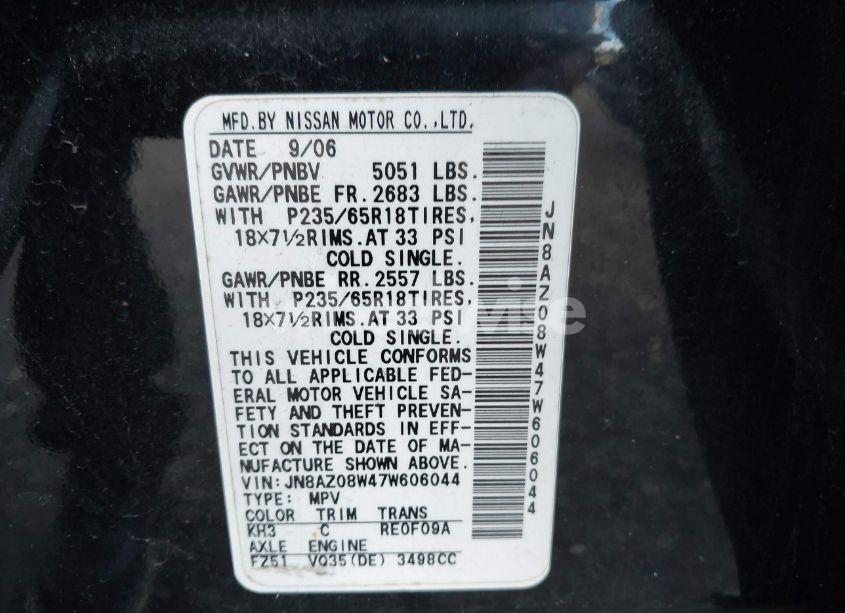 MFD.BY NISSAN MOTOR CO.,LTD.
DATE 9/06
GVWR/PNBV 5051 LBS.
GAWR/PNBE FR.2683 LBS.
WITH P235/65R18TIRES,
18X7½RIMS.AT 33 PSI
COLD SINGLE.
GAWR/PNBE RR.2557 LBS.
WITH P235/65R18TIRES,
18X7½RIMS.AT 33 PSI
COLD SINGLE.
THIS VEHICLE CONFORMS
TO ALL APPLICABLE FED-
ERAL MOTOR VEHICLE SA-
FETY AND THEFT PREVEN-
TION STANDARDS IN EFF-
ECT ON THE DATE OF MA-
NUFACTURE SHOWN ABOVE.
VIN:JN8AZ08W47W606044
TYPE: MPV
COLOR TRIM TRANS
KH3 C RE0F09A
AXLE ENGINE
FZ51 VQ35(DE) 3498CC
JN8AZ08W47W606044